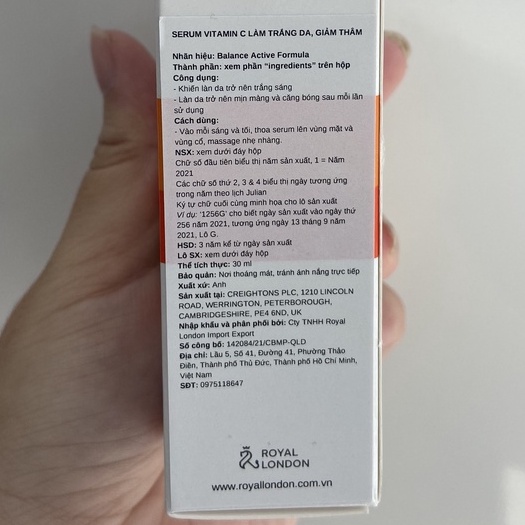 SERUM VITAMIN C LÀM TRẮNG DA, GIẢM THÂM
Nhãn hiệu: Balance Active Formula
Thành phần: xem phần "ingredients" trên hộp
Công dụng:
- Khiến làn da trở nên trắng sáng
- Làn da trở nên mịn màng và căng bóng sau mỗi lần
sử dụng
Cách dùng:
- Vào mỗi sáng và tối, thoa serum lên vùng mặt và
vùng cổ, massage nhẹ nhàng.
NSX: xem dưới đáy hộp
Chữ số đầu tiên biểu thị năm sản xuất, 1 = Năm
2021
Các chữ số thứ 2, 3 & 4 biểu thị ngày tương ứng
trong năm theo lịch Julian
Ký tự chữ cuối cùng minh họa cho lô sản xuất
Ví dụ: '1256G' cho biết ngày sản xuất vào ngày thứ
256 năm 2021, tương ứng ngày 13 tháng 9 năm
2021, Lô G.
HSD: 3 năm kể từ ngày sản xuất
Lô SX: xem dưới đáy hộp
Thể tích thực: 30 ml
Bảo quản: Nơi thoáng mát, tránh ánh nắng trực tiếp
Xuất xứ: Anh
Sản xuất tại: CREIGHTONS PLC, 1210 LINCOLN
ROAD, WERRINGTON, PETERBOROUGH,
CAMBRIDGESHIRE, PE4 6ND, UK
Nhập khẩu và phân phối bởi: Cty TNHH Royal
London Import Export
Số công bố: 142084/21/CBMP-QLD
Địa chỉ: Lầu 5, Số 41, Đường 41, Phường Thảo
Điền, Thành phố Thủ Đức, Thành phố Hồ Chí Minh,
Việt Nam
SĐT: 0975118647
ROYAL
LONDON
www.royallondon.com.vn